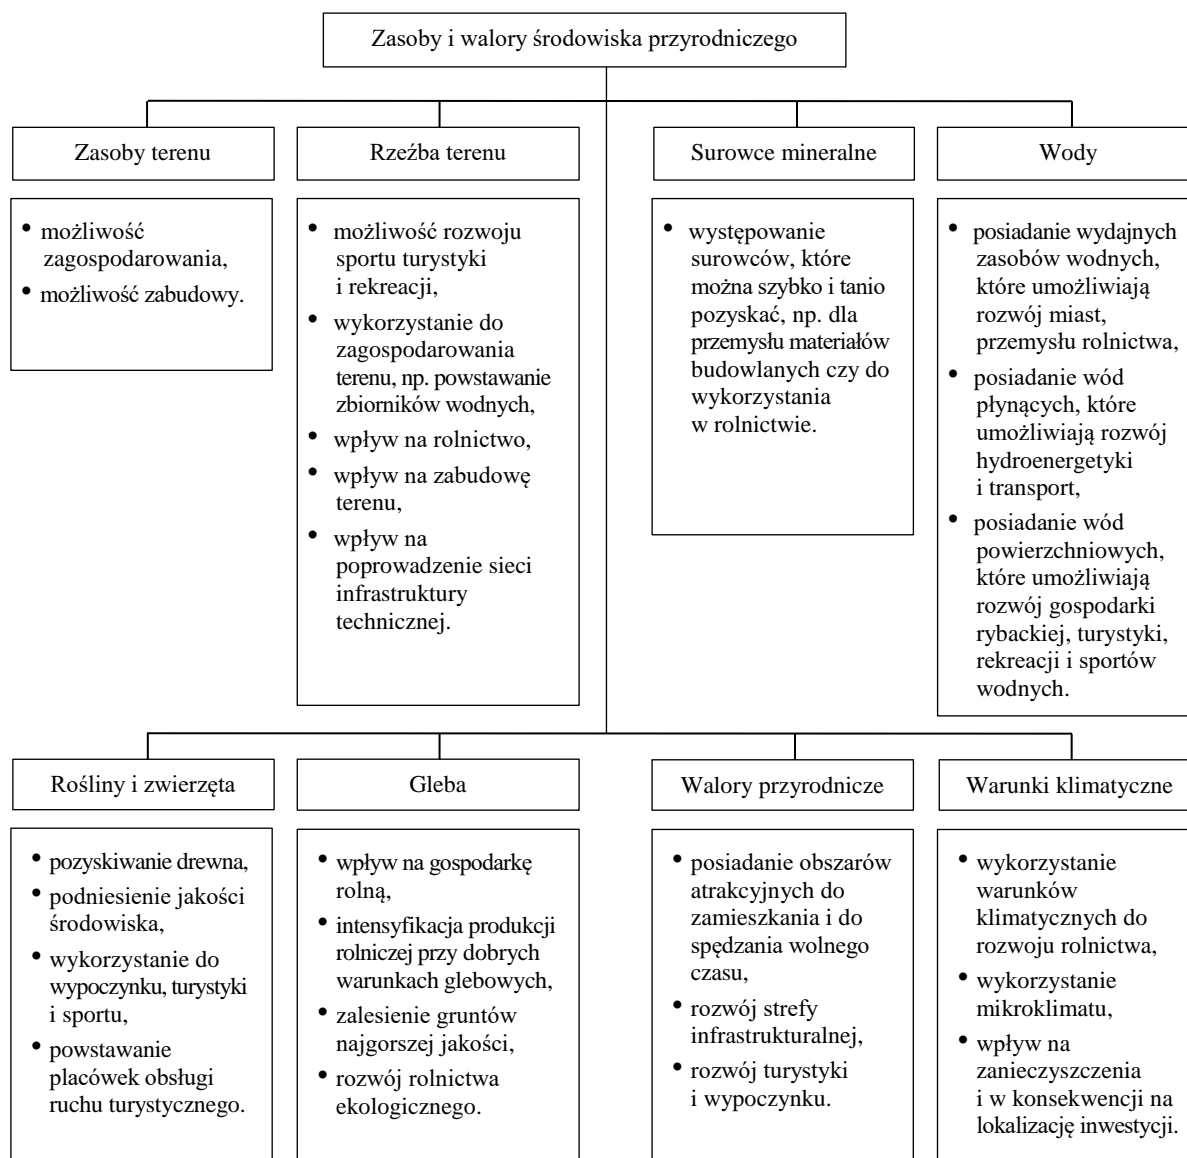 Zasoby i walory środowiska przyrodniczego
Zasoby terenu
• możliwość
zagospodarowania,
• możliwość zabudowy.
Rzeźba terenu
• możliwość rozwoju
sportu turystyki
i rekreacji,
• wykorzystanie do
zagospodarowania
terenu, np. powstawanie
zbiorników wodnych,
• wpływ na rolnictwo,
• wpływ na zabudowę
terenu,
• wpływ na
poprowadzenie sieci
infrastruktury
technicznej.
Surowce mineralne
• występowanie
surowców, które
można szybko i tanio
pozyskać, np. dla
przemysłu materiałów
budowlanych czy do
wykorzystania
w rolnictwie.
Wody
• posiadanie wydajnych
zasobów wodnych,
które umożliwiają
rozwój miast,
przemysłu rolnictwa,
• posiadanie wód
płynących, które
umożliwiają rozwój
hydroenergetyki
i transport,
• posiadanie wód
powierzchniowych,
które umożliwiają
rozwój gospodarki
rybackiej, turystyki,
rekreacji i sportów
wodnych.
Rośliny i zwierzęta
• pozyskiwanie drewna,
• podniesienie jakości
środowiska,
• wykorzystanie do
wypoczynku, turystyki
i sportu,
• powstawanie
placówek obsługi
ruchu turystycznego.
Gleba
• wpływ na gospodarkę
rolną,
• intensyfikacja produkcji
rolniczej przy dobrych
warunkach glebowych,
• zalesienie gruntów
najgorszej jakości,
• rozwój rolnictwa
ekologicznego.
Walory przyrodnicze
• posiadanie obszarów
atrakcyjnych do
zamieszkania i do
spędzania wolnego
czasu,
• rozwój strefy
infrastrukturalnej,
• rozwój turystyki
i wypoczynku.
Warunki klimatyczne
• wykorzystanie
warunków
klimatycznych do
rozwoju rolnictwa,
• wykorzystanie
mikroklimatu,
• wpływ na
zanieczyszczenia
i w konsekwencji na
lokalizację inwestycji.